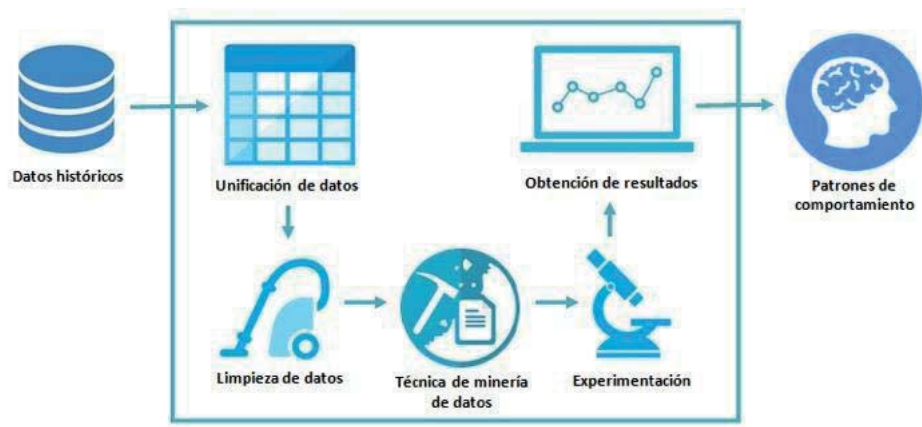 Datos históricos
Unificación de datos
Limpieza de datos
Técnica de minería
de datos
Experimentación
Obtención de resultados
Patrones de
comportamiento